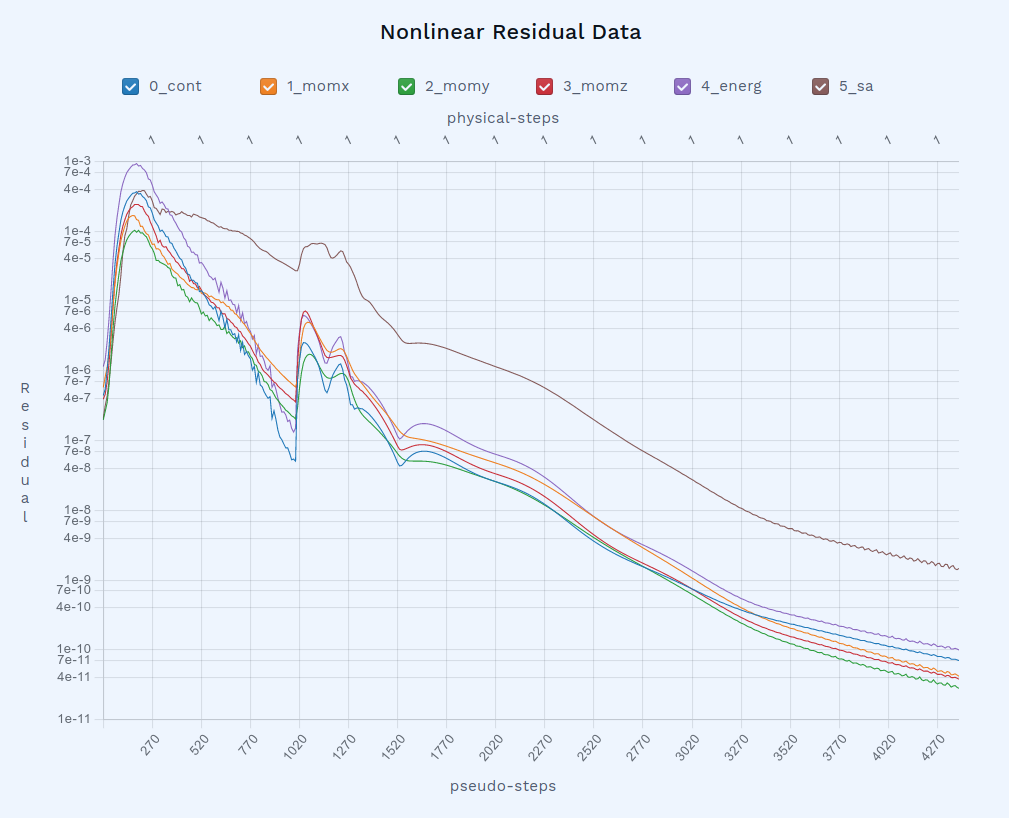 Nonlinear Residual Data
0_cont 1_momx 2_momy 3_momz 4_energ 5_sa
physical-steps
1e-3
7e-4
4e-4
1e-4
7e-5
4e-5
1e-5
7e-6
4e-6
1e-6
7e-7
4e-7
1e-7
7e-8
4e-8
1e-8
7e-9
4e-9
1e-9
7e-10
4e-10
1e-10
7e-11
4e-11
1e-11
Residual
270 520 770 1020 1270 1520 1770 2020 2270 2520 2770 3020 3270 3520 3770 4020 4270
pseudo-steps